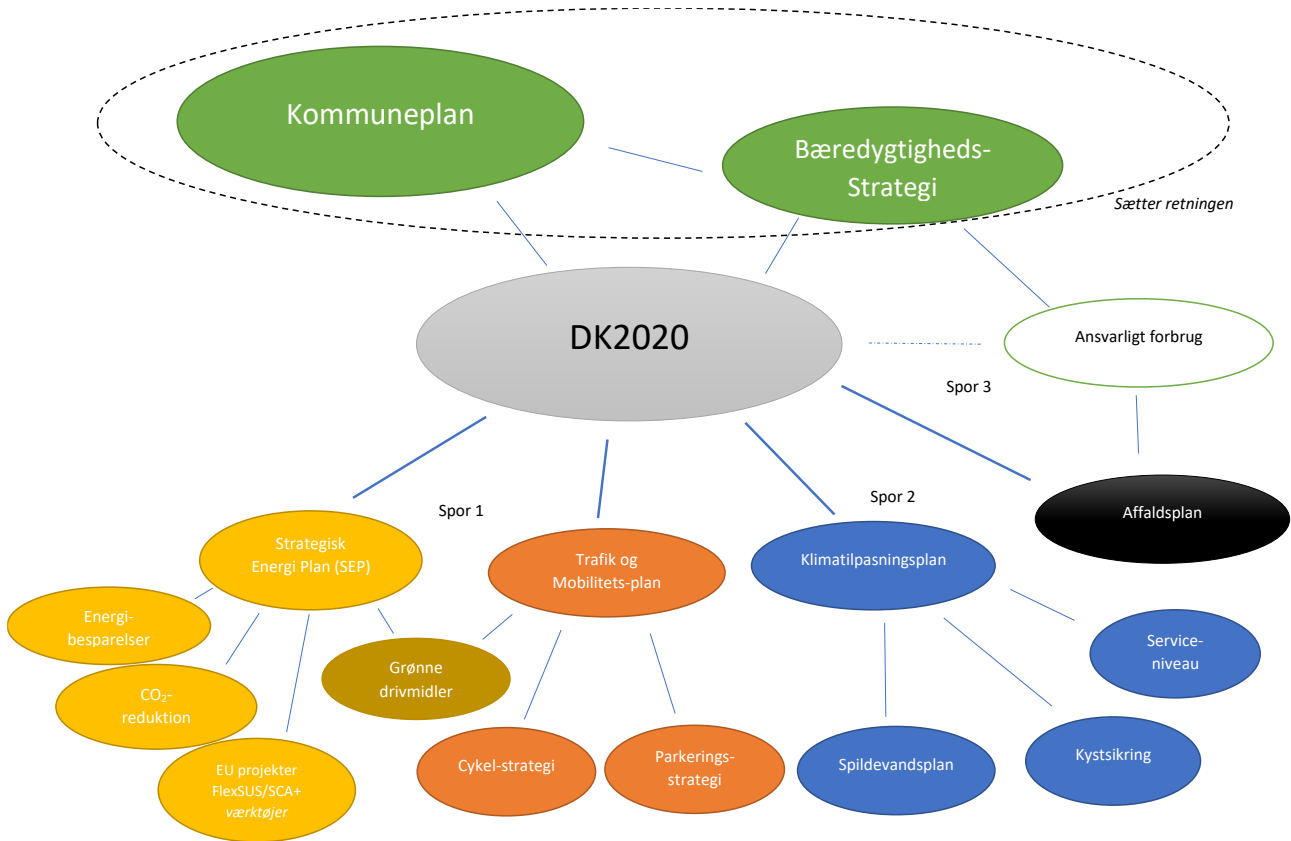 Kommuneplan
Bæredygtigheds-
Strategi
Sætter retningen
DK2020
Ansvarligt forbrug
Spor 3
Affaldsplan
Spor 2
Spor 1
Strategisk
Energi Plan (SEP)
Trafik og
Mobilitets-plan
Klimatilpasningsplan
Energi-
besparelser
Grønne
drivmidler
Service-
niveau
CO₂-
reduktion
EU projekter
FlexSUS/SCA+
værktøjer
Cykel-strategi
Parkerings-
strategi
Spildevandsplan
Kystsikring